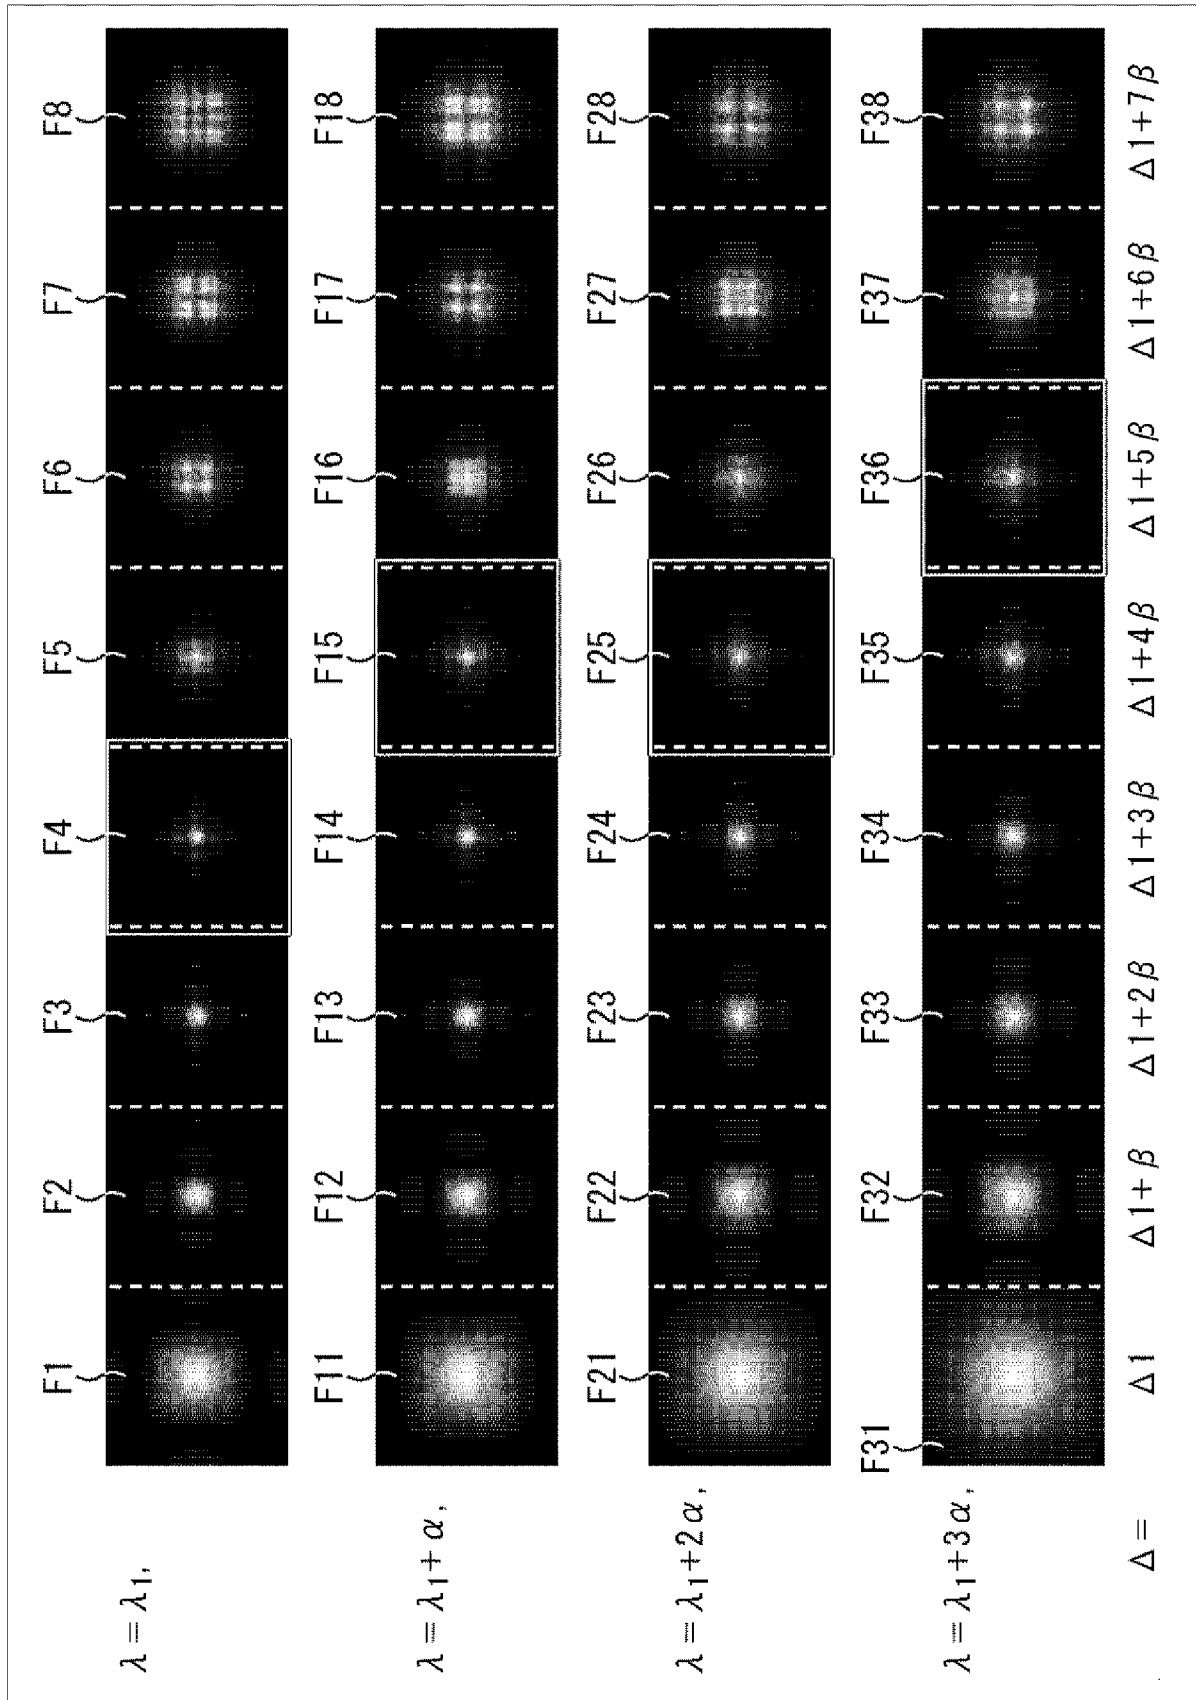 λ=λ1, F1 F2 F3 F4 F5 F6 F7 F8
λ=λ1+α, F11 F12 F13 F14 F15 F16 F17 F18
λ=λ1+2α, F21 F22 F23 F24 F25 F26 F27 F28
λ=λ1+3α, F31 F32 F33 F34 F35 F36 F37 F38
Δ= Δ1 Δ1+β Δ1+2β Δ1+3β Δ1+4β Δ1+5β Δ1+6β Δ1+7β